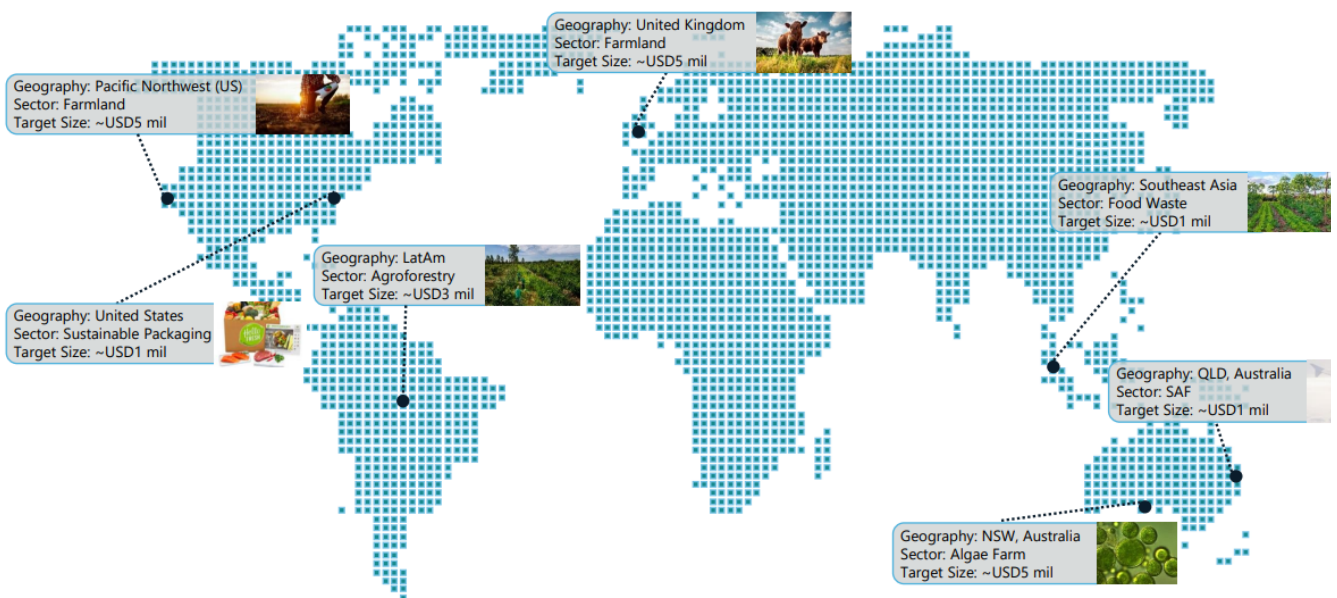 Geography: United Kingdom
Sector: Farmland
Target Size: ~USD5 mil
Geography: Pacific Northwest (US)
Sector: Farmland
Target Size: ~USD5 mil
Geography: Southeast Asia
Sector: Food Waste
Target Size: ~USD1 mil
Geography: LatAm
Sector: Agroforestry
Target Size: ~USD3 mil
Geography: United States
Sector: Sustainable Packaging
Target Size: ~USD1 mil
Geography: QLD, Australia
Sector: SAF
Target Size: ~USD1 mil
Geography: NSW, Australia
Sector: Algae Farm
Target Size: ~USD5 mil